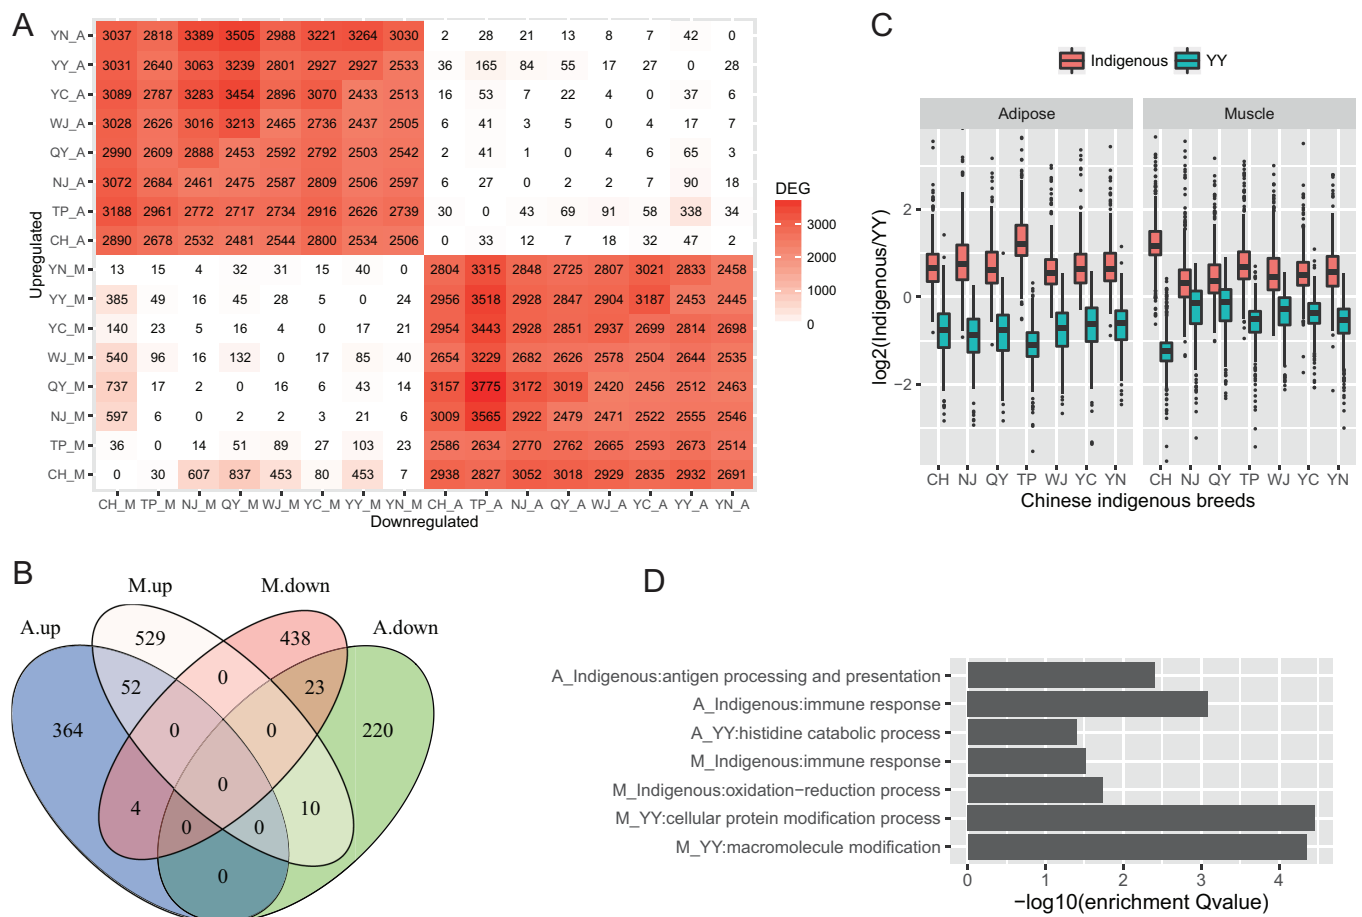 A
YN_A 3037 2818 3389 3505 2988 3221 3264 3030 2 28 21 13 8 7 42 0
YY_A 3031 2640 3063 3239 2801 2927 2927 2533 36 165 84 55 17 27 0 28
YC_A 3089 2787 3283 3454 2896 3070 2433 2513 16 53 7 22 4 0 37 6
WJ_A 3028 2626 3016 3213 2465 2736 2437 2505 6 41 3 5 0 4 17 7
QY_A 2990 2609 2888 2453 2592 2792 2503 2542 2 41 1 0 4 6 65 3
NJ_A 3072 2684 2461 2475 2587 2809 2506 2597 6 27 0 2 2 7 90 18
TP_A 3188 2961 2772 2717 2734 2916 2626 2739 30 0 43 69 91 58 338 34
CH_A 2890 2678 2532 2481 2544 2800 2534 2506 0 33 12 7 18 32 47 2
YN_M 13 15 4 32 31 15 40 0 2804 3315 2848 2725 2807 3021 2833 2458
YY_M 385 49 16 45 28 5 0 24 2956 3518 2928 2847 2904 3187 2453 2445
YC_M 140 23 5 16 4 0 17 21 2954 3443 2928 2851 2937 2699 2814 2698
WJ_M 540 96 16 132 0 17 85 40 2654 3229 2682 2626 2578 2504 2644 2535
QY_M 737 17 2 0 16 6 43 14 3157 3775 3172 3019 2420 2456 2512 2463
NJ_M 597 6 0 2 2 3 21 6 3009 3565 2922 2479 2471 2522 2555 2546
TP_M 36 0 14 51 89 27 103 23 2586 2634 2770 2762 2665 2593 2673 2514
CH_M 0 30 607 837 453 80 453 7 2938 2827 3052 3018 2929 2835 2932 2691
CH_M TP_M NJ_M QY_M WJ_M YC_M YY_M YN_M CH_A TP_A NJ_A QY_A WJ_A YC_A YY_A YN_A
Downregulated
Upregulated
DEG
3000
2000
1000
0
C
Indigenous YY
Adipose Muscle
log2(Indigenous/YY)
2
0
−2
CH NJ QY TP WJ YC YN CH NJ QY TP WJ YC YN
Chinese indigenous breeds
B
M.up M.down
A.up A.down
529 438
0
52 23
364 0 0 220
0
4 10
0 0
0
D
A_Indigenous:antigen processing and presentation
A_Indigenous:immune response
A_YY:histidine catabolic process
M_Indigenous:immune response
M_Indigenous:oxidation−reduction process
M_YY:cellular protein modification process
M_YY:macromolecule modification
0 1 2 3 4
−log10(enrichment Qvalue)